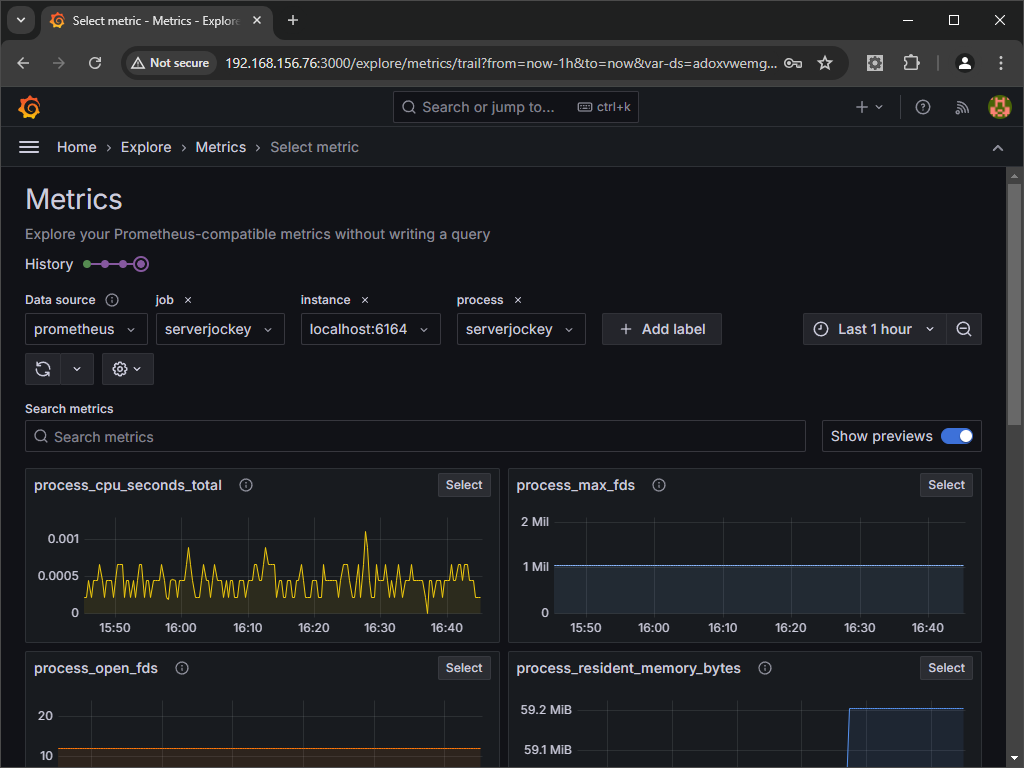 Select metric - Metrics - Explore
Not secure 192.168.156.76:3000/explore/metrics/trail?from=now-1h&to=now&var-ds=adoxvwemg...
Search or jump to... ctrl+k
Home › Explore › Metrics › Select metric
Metrics
Explore your Prometheus-compatible metrics without writing a query
History
Data source job × instance × process ×
prometheus serverjockey localhost:6164 serverjockey + Add label Last 1 hour
Search metrics
Search metrics Show previews
process_cpu_seconds_total Select
0.001
0.0005
0
15:50 16:00 16:10 16:20 16:30 16:40
process_max_fds Select
2 Mil
1 Mil
0
15:50 16:00 16:10 16:20 16:30 16:40
process_open_fds Select
20
10
process_resident_memory_bytes Select
59.2 MiB
59.1 MiB